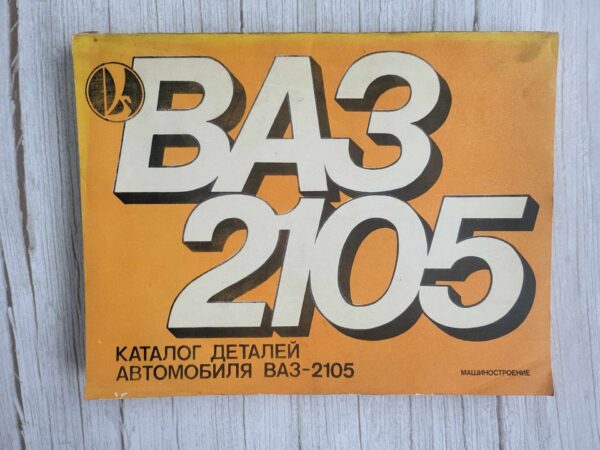 ВАЗ
2105
КАТАЛОГ ДЕТАЛЕЙ
АВТОМОБИЛЯ ВАЗ-2105
МАШИНОСТРОЕНИЕ